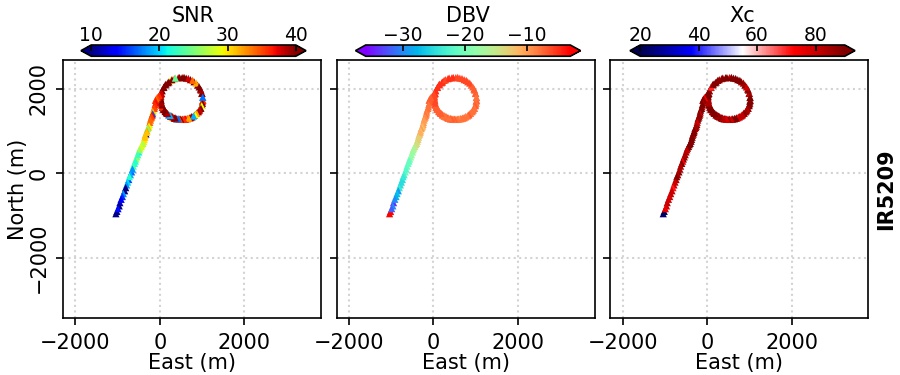 SNR DBV Xc
10 20 30 40 −30 −20 −10 20 40 60 80
2000
0
−2000
North (m)
IR5209
−2000 0 2000 −2000 0 2000 −2000 0 2000
East (m) East (m) East (m)